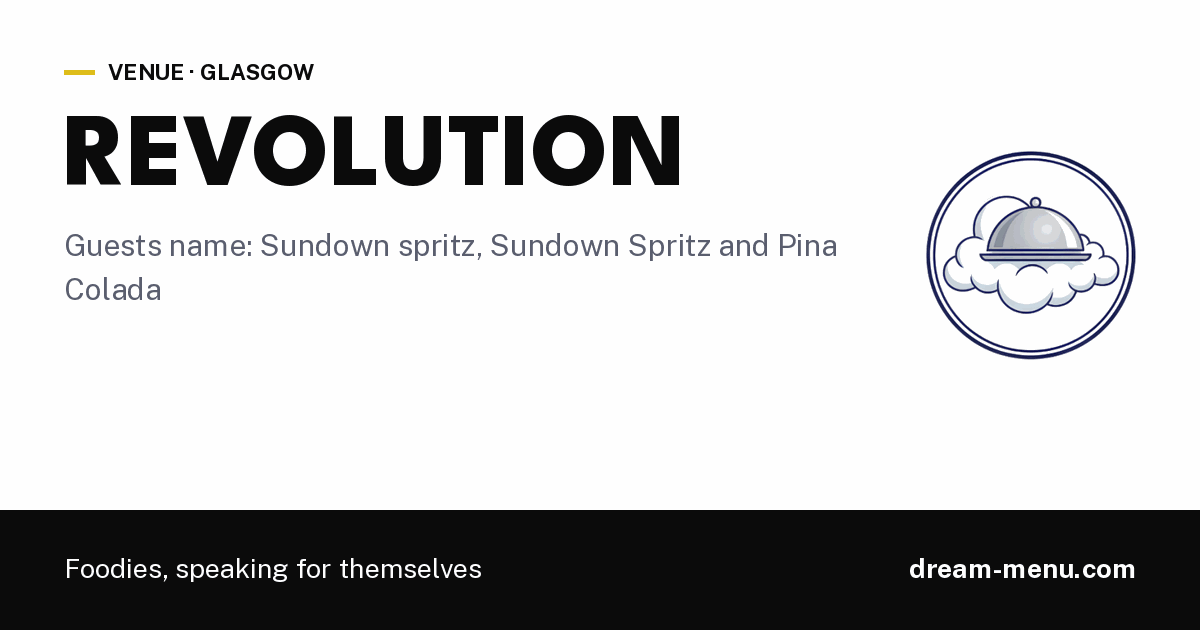 VENUE · GLASGOW
REVOLUTION
Guests name: Sundown spritz, Sundown Spritz and Pina
Colada
Foodies, speaking for themselves
dream-menu.com